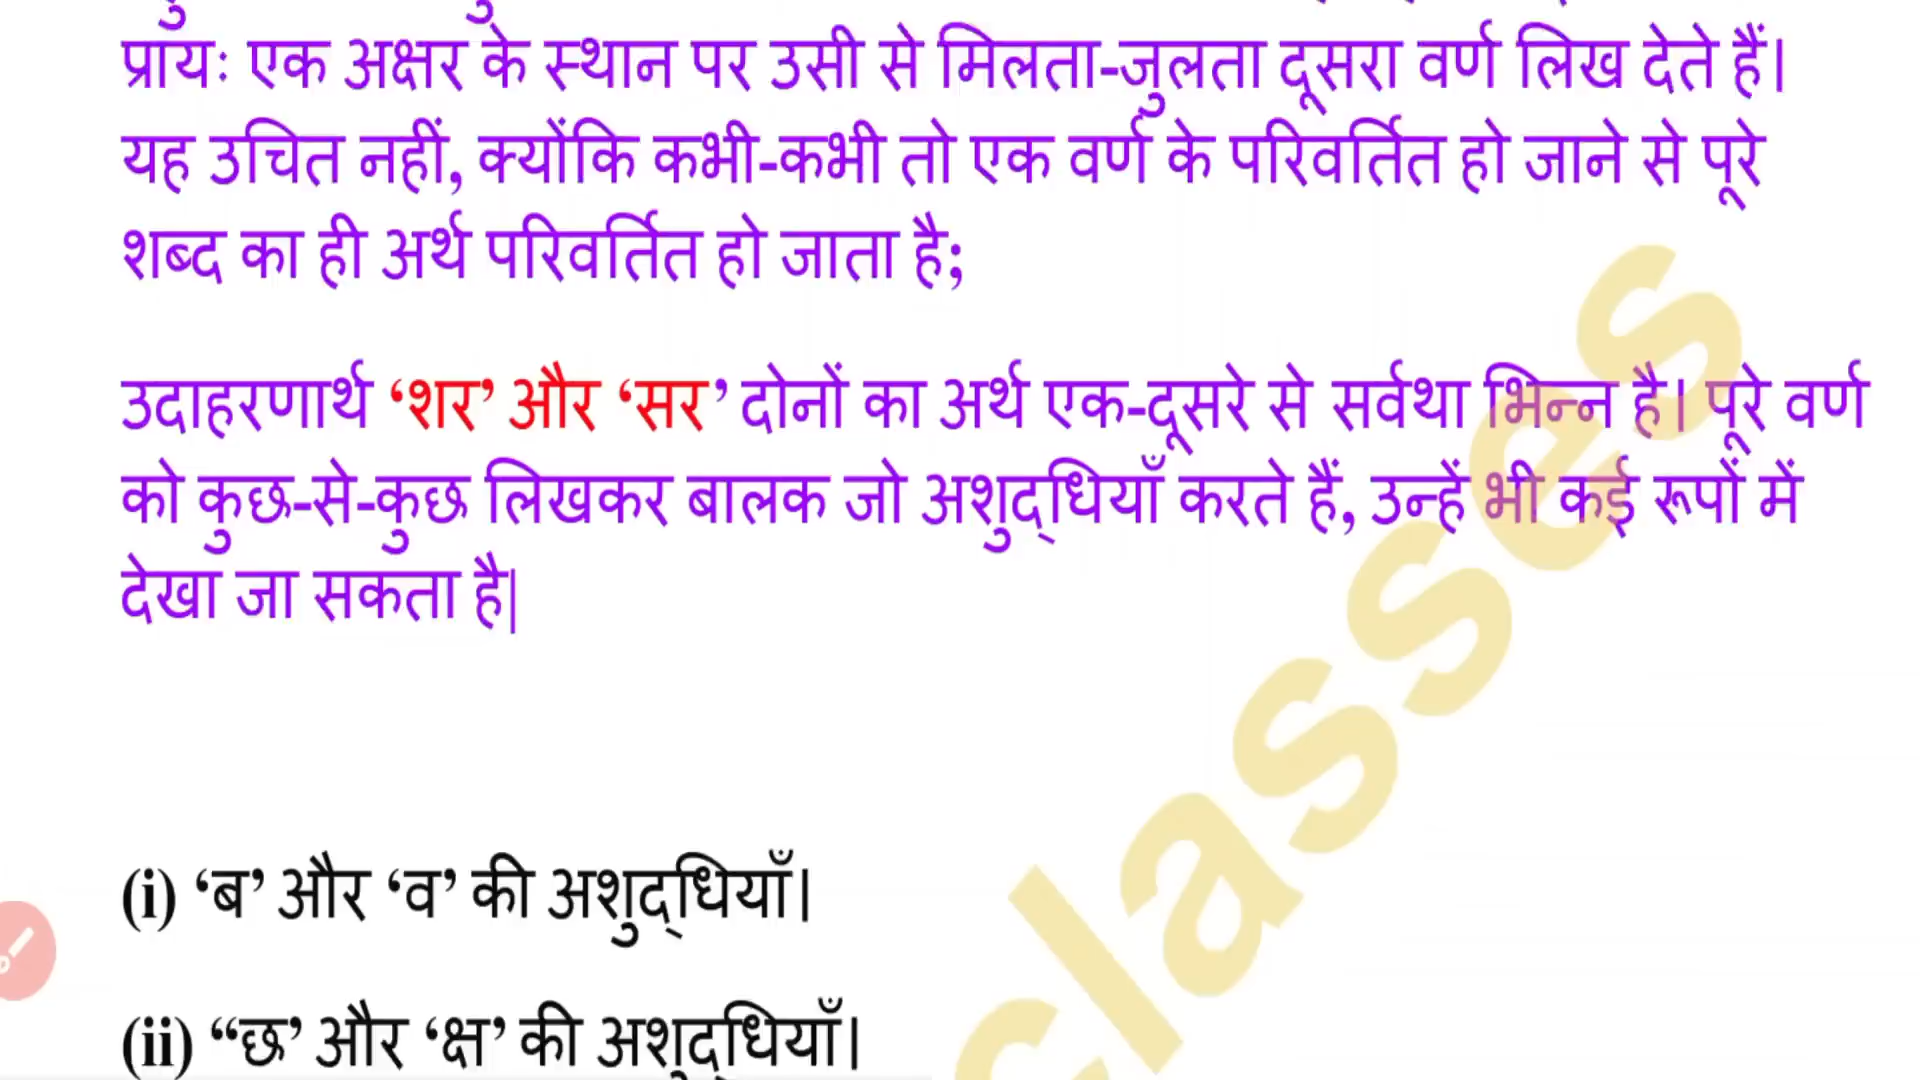 प्रायः एक अक्षर के स्थान पर उसी से मिलता-जुलता दूसरा वर्ण लिख देते हैं।
यह उचित नहीं, क्योंकि कभी-कभी तो एक वर्ण के परिवर्तित हो जाने से पूरे
शब्द का ही अर्थ परिवर्तित हो जाता है;
उदाहरणार्थ ‘शर’ और ‘सर’ दोनों का अर्थ एक-दूसरे से सर्वथा भिन्न है। पूरे वर्ण
को कुछ-से-कुछ लिखकर बालक जो अशुद्धियाँ करते हैं, उन्हें भी कई रूपों में
देखा जा सकता है|
(i) ‘ब’ और ‘व’ की अशुद्धियाँ।
(ii) “छ’ और ‘क्ष’ की अशुद्धियाँ।
classes